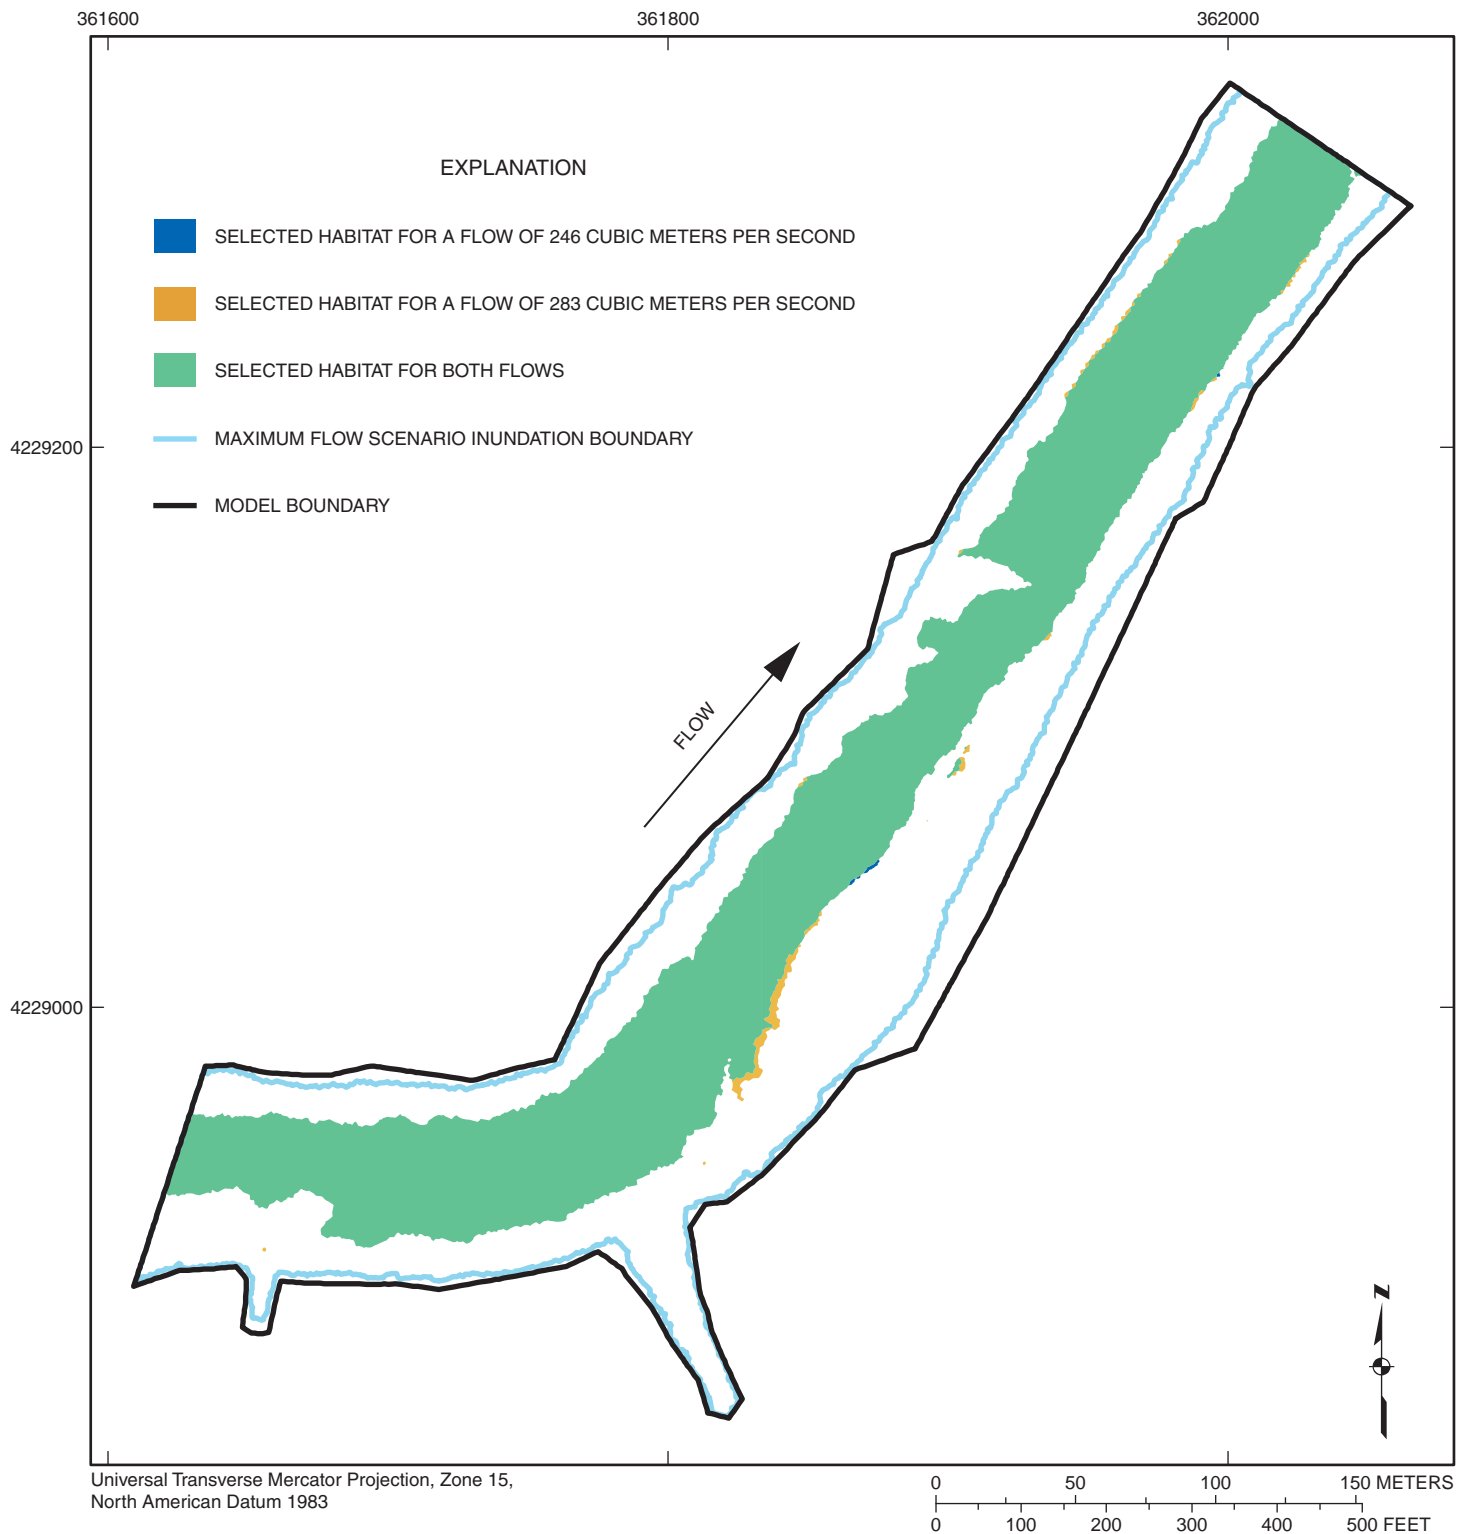 361600
361800
362000
EXPLANATION
SELECTED HABITAT FOR A FLOW OF 246 CUBIC METERS PER SECOND
SELECTED HABITAT FOR A FLOW OF 283 CUBIC METERS PER SECOND
SELECTED HABITAT FOR BOTH FLOWS
MAXIMUM FLOW SCENARIO INUNDATION BOUNDARY
MODEL BOUNDARY
4229200
FLOW
4229000
N
Universal Transverse Mercator Projection, Zone 15,
North American Datum 1983
0 50 100 150 METERS
0 100 200 300 400 500 FEET